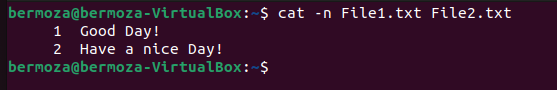 bermoza@bermoza-VirtualBox:~$ cat -n File1.txt File2.txt
     1  Good Day!
     2  Have a nice Day!
bermoza@bermoza-VirtualBox:~$